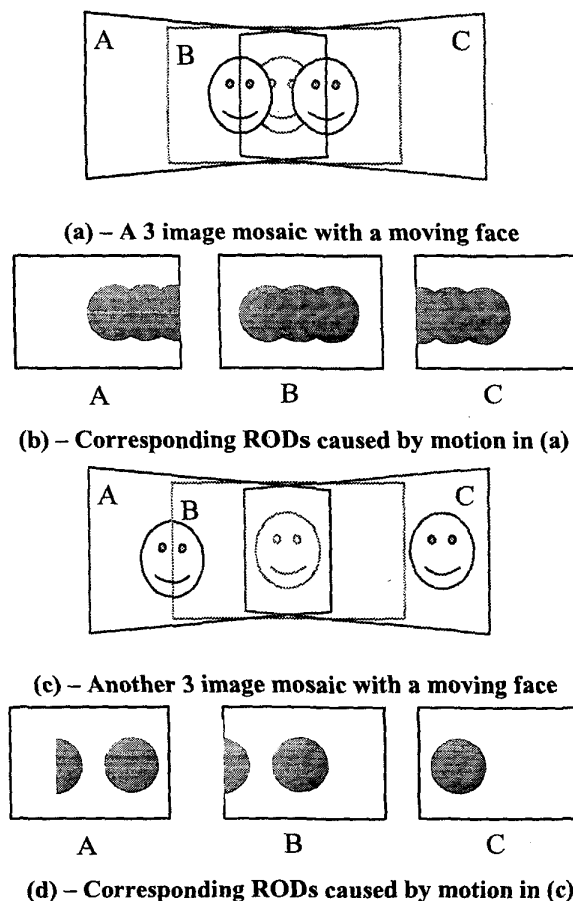 A
B
C
(a) – A 3 image mosaic with a moving face
A
B
C
(b) – Corresponding RODs caused by motion in (a)
A
B
C
(c) – Another 3 image mosaic with a moving face
A
B
C
(d) – Corresponding RODs caused by motion in (c)